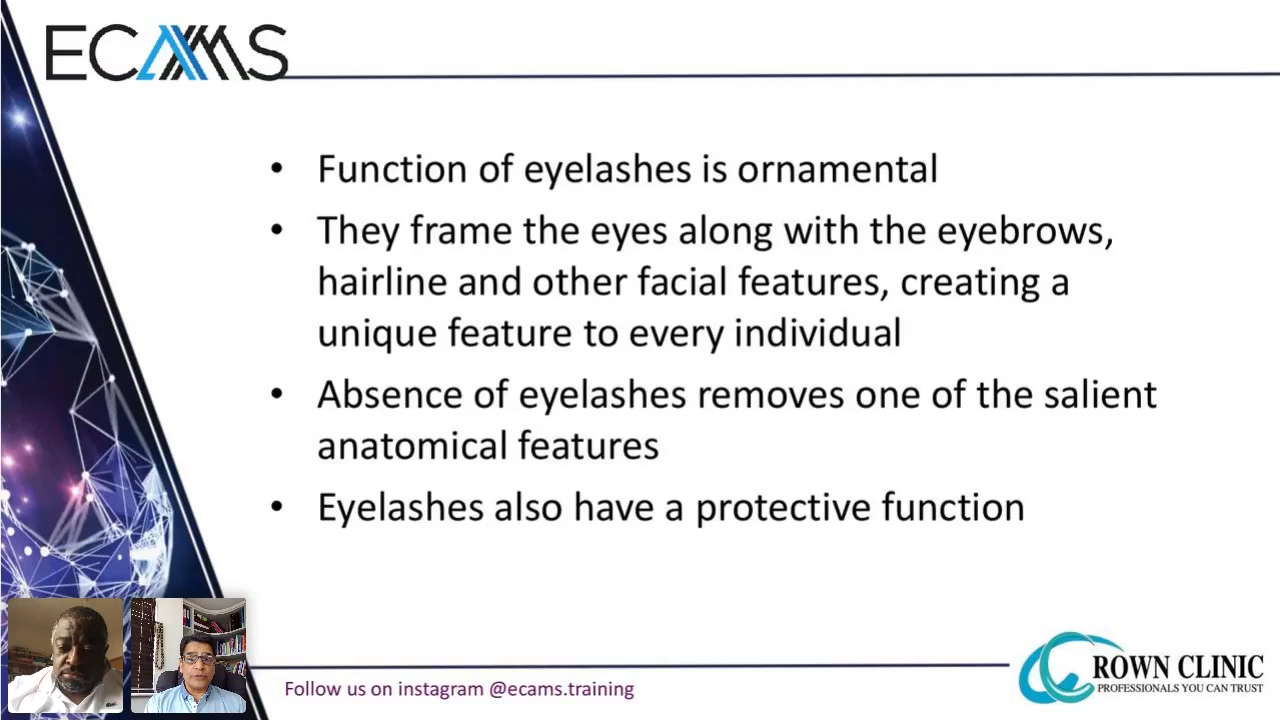 ECAMS
• Function of eyelashes is ornamental
• They frame the eyes along with the eyebrows,
hairline and other facial features, creating a
unique feature to every individual
• Absence of eyelashes removes one of the salient
anatomical features
• Eyelashes also have a protective function
Follow us on instagram @ecams.training
CROWN CLINIC
PROFESSIONALS YOU CAN TRUST